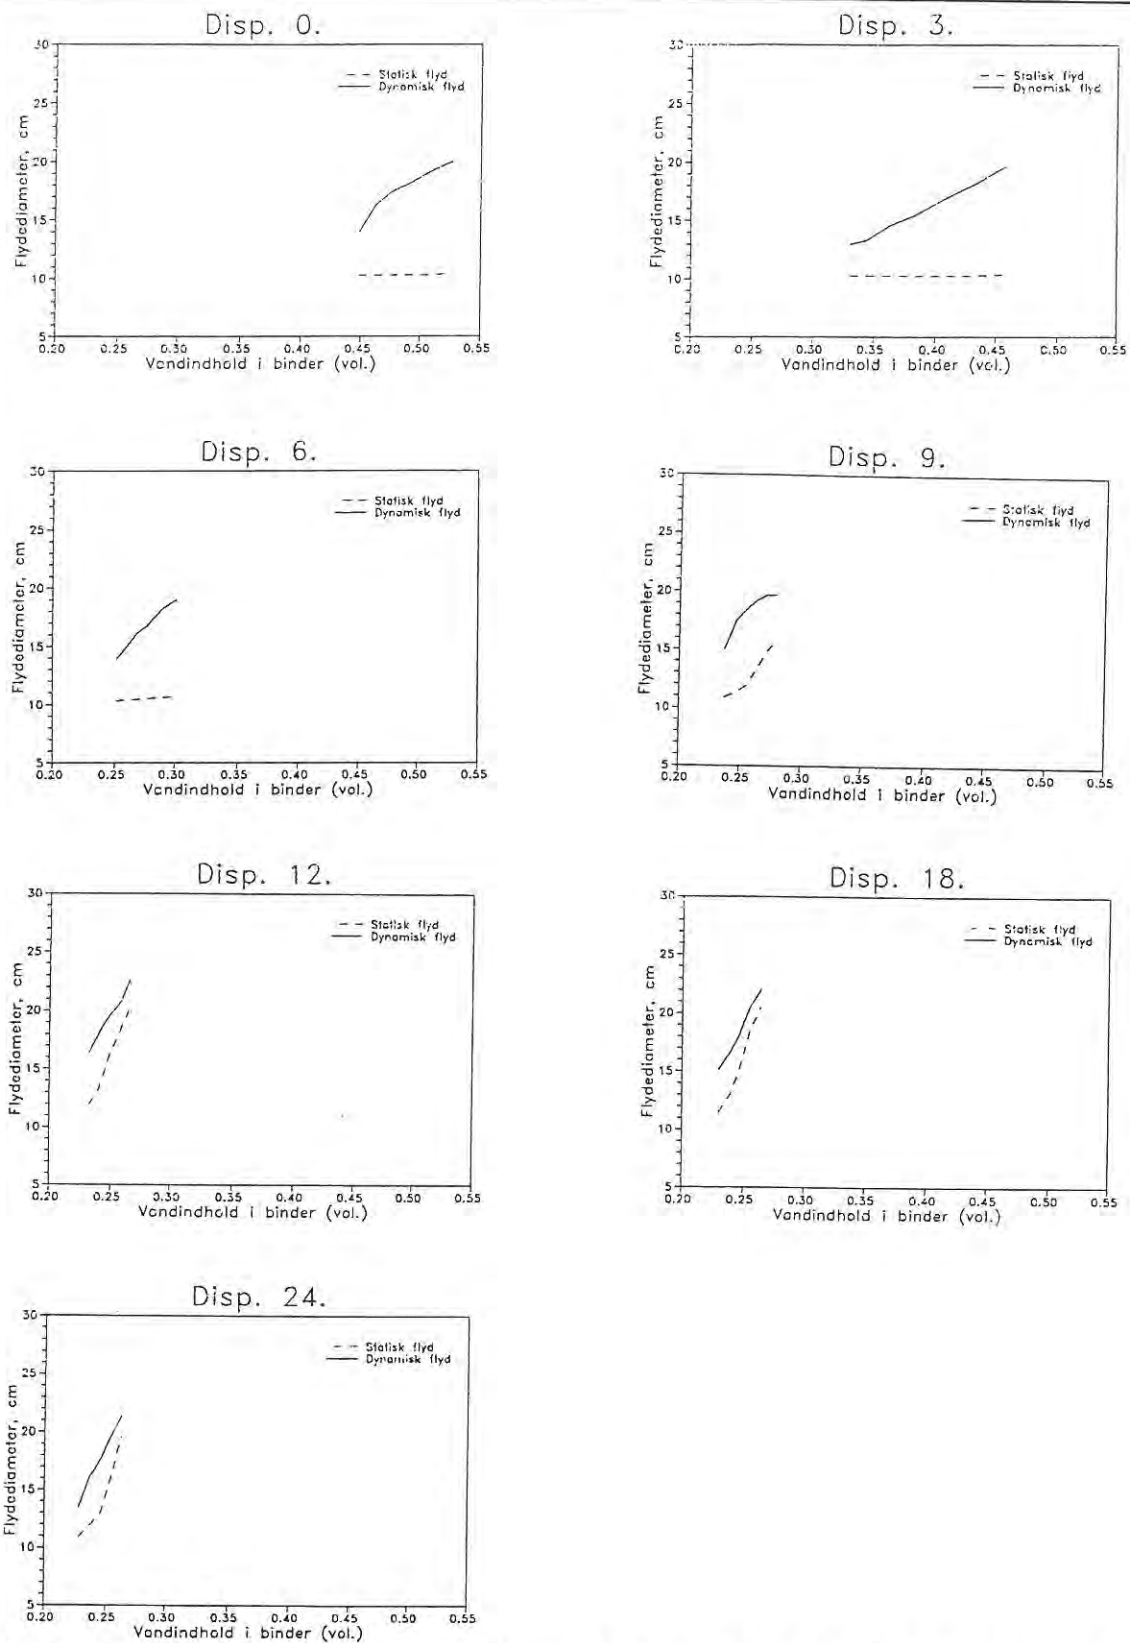 Disp. 0.
30
25
20
15
10
5
Flydediameter, cm
Statisk flyd
Dynamisk flyd
0.20 0.25 0.30 0.35 0.40 0.45 0.50 0.55
Vandindhold i binder (vol.)
Disp. 3.
30
25
20
15
10
5
Flydediameter, cm
Statisk flyd
Dynamisk flyd
0.20 0.25 0.30 0.35 0.40 0.45 0.50 0.55
Vandindhold i binder (vol.)
Disp. 6.
30
25
20
15
10
5
Flydediameter, cm
Statisk flyd
Dynamisk flyd
0.20 0.25 0.30 0.35 0.40 0.45 0.50 0.55
Vandindhold i binder (vol.)
Disp. 9.
30
25
20
15
10
5
Flydediameter, cm
Statisk flyd
Dynamisk flyd
0.20 0.25 0.30 0.35 0.40 0.45 0.50 0.55
Vandindhold i binder (vol.)
Disp. 12.
30
25
20
15
10
5
Flydediameter, cm
Statisk flyd
Dynamisk flyd
0.20 0.25 0.30 0.35 0.40 0.45 0.50 0.55
Vandindhold i binder (vol.)
Disp. 18.
30
25
20
15
10
5
Flydediameter, cm
Statisk flyd
Dynamisk flyd
0.20 0.25 0.30 0.35 0.40 0.45 0.50 0.55
Vandindhold i binder (vol.)
Disp. 24.
30
25
20
15
10
5
Flydediameter, cm
Statisk flyd
Dynamisk flyd
0.20 0.25 0.30 0.35 0.40 0.45 0.50 0.55
Vandindhold i binder (vol.)